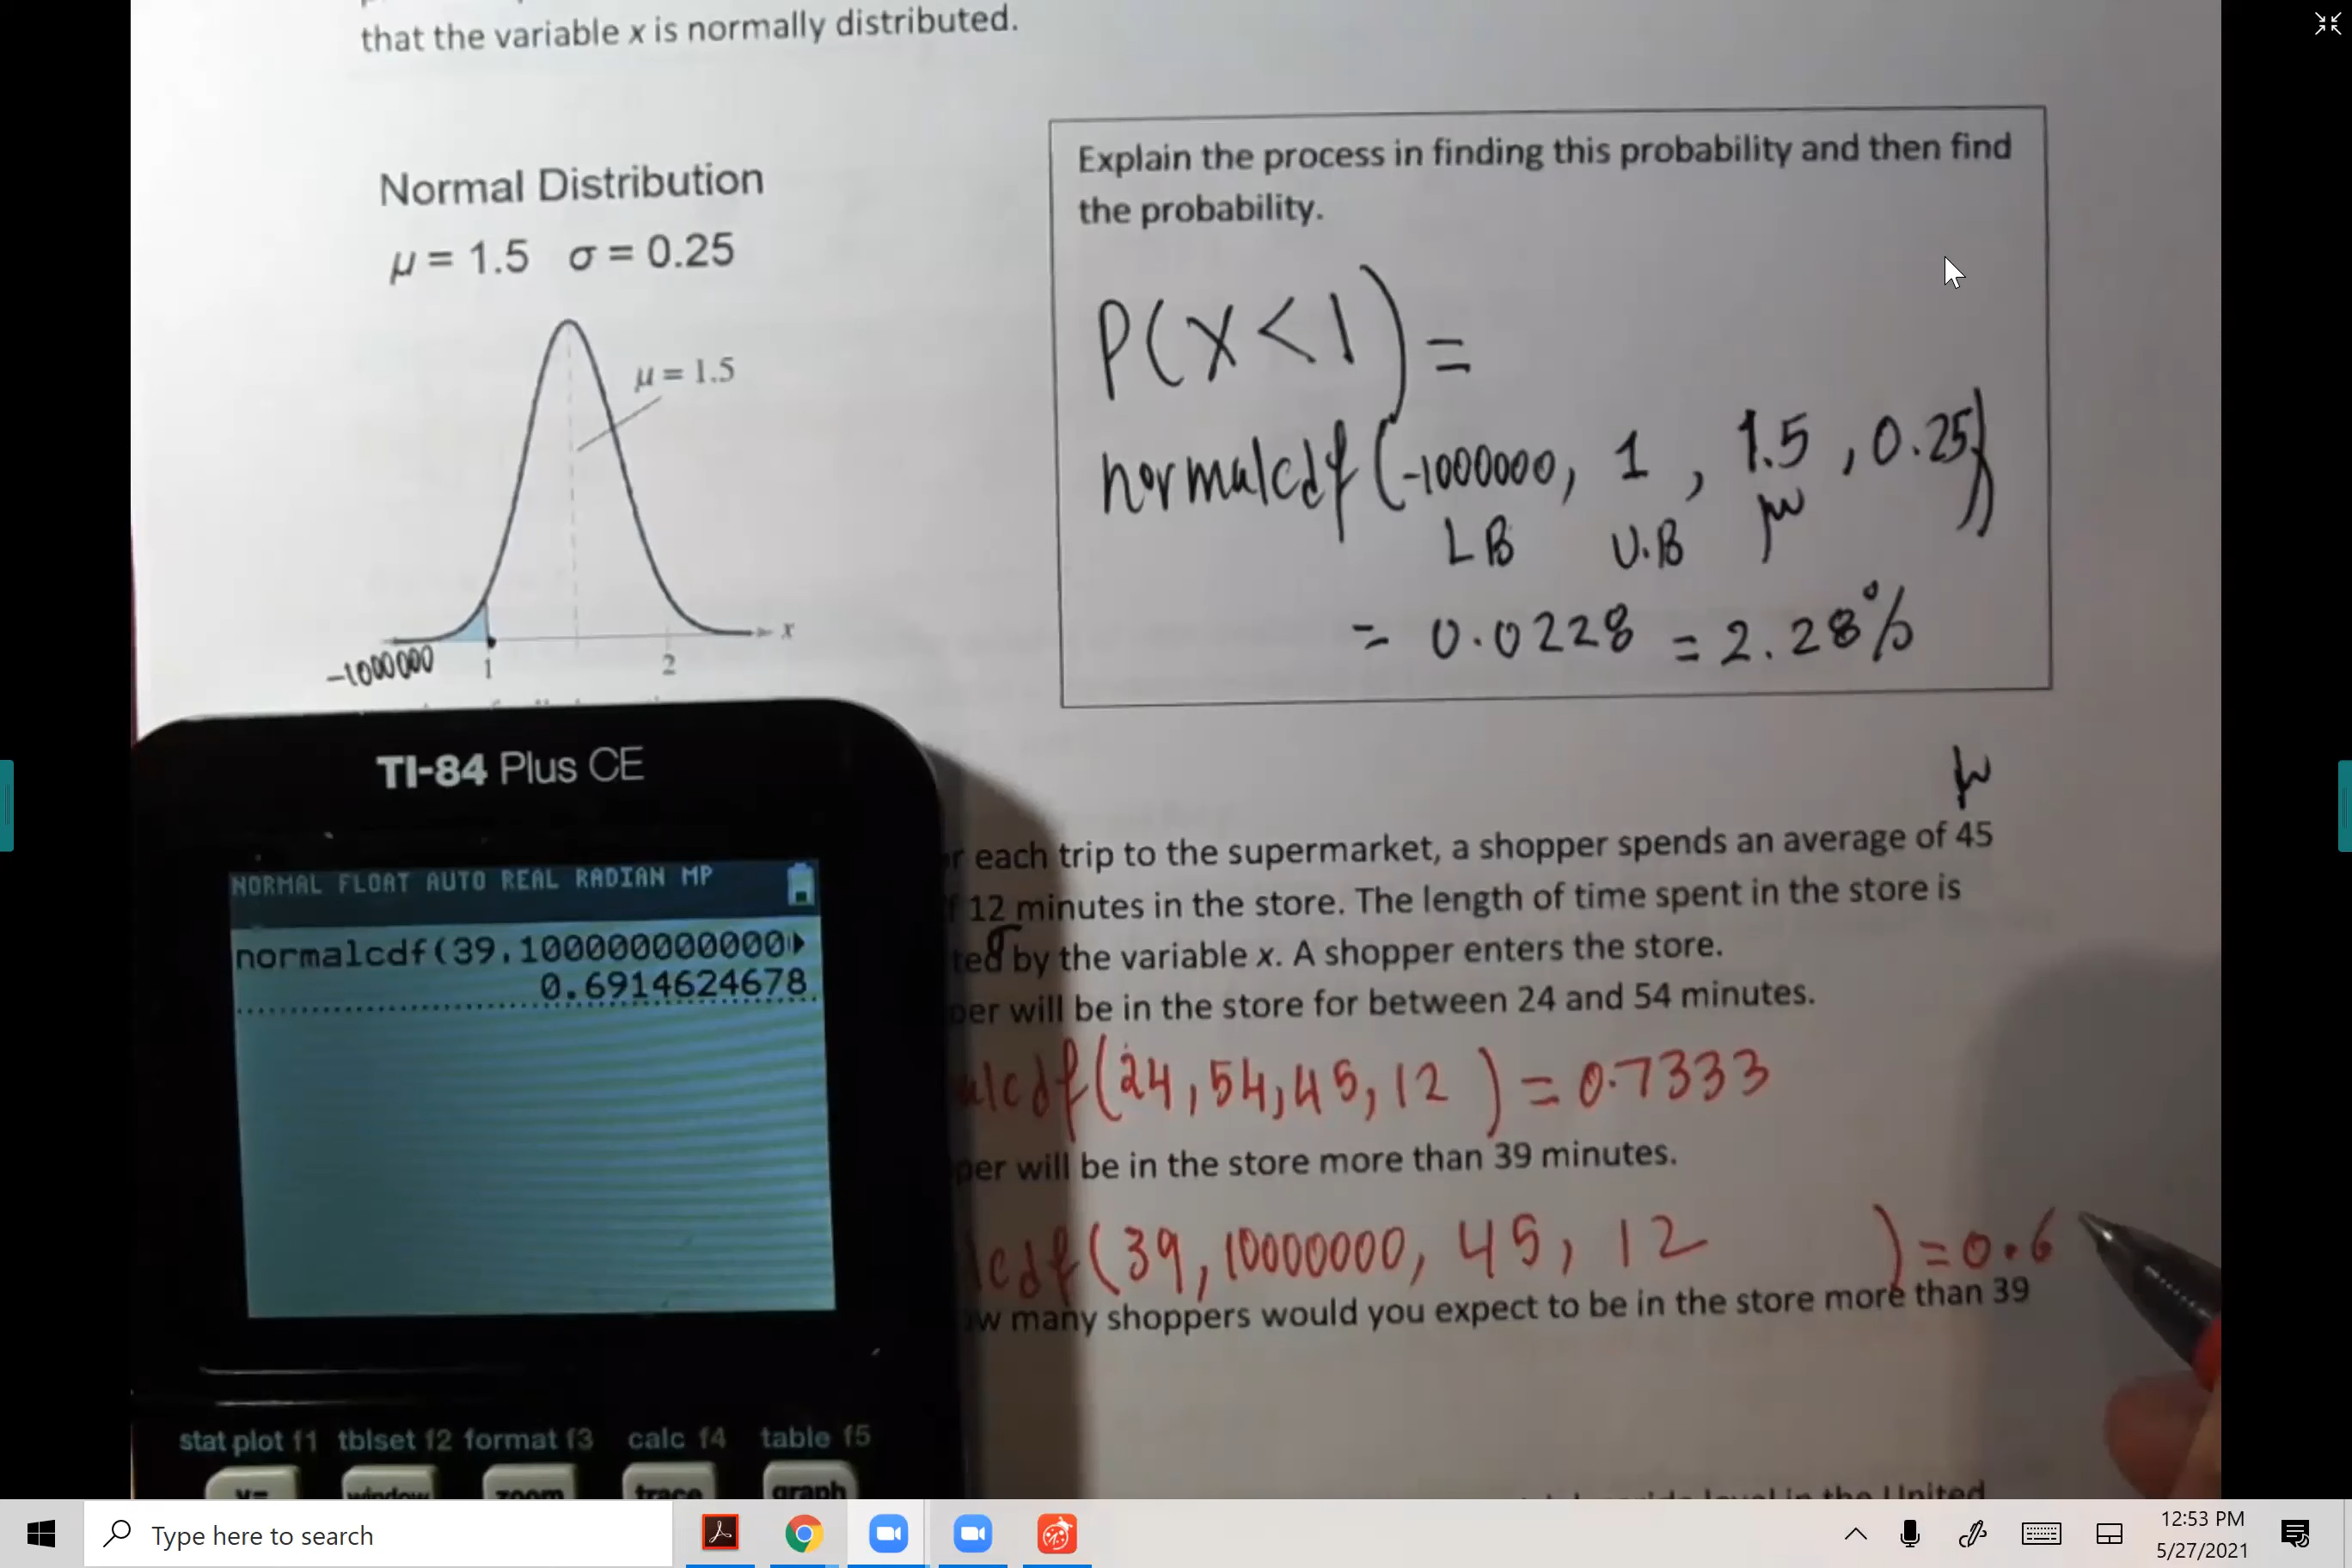 that the variable x is normally distributed.
Normal Distribution
μ = 1.5 σ = 0.25
μ = 1.5
x
-1000000 1 2
Explain the process in finding this probability and then find
the probability.
P(X<1) =
normalcdf(-1000000, 1, 1.5, 0.25)
LB U.B μ
= 0.0228 = 2.28%
μ
each trip to the supermarket, a shopper spends an average of 45
12 minutes in the store. The length of time spent in the store is
σ
by the variable x. A shopper enters the store.
will be in the store for between 24 and 54 minutes.
lcdf(24, 54, 45, 12) = 0.7333
will be in the store more than 39 minutes.
lcdf(39, 10000000, 45, 12) = 0.6
many shoppers would you expect to be in the store more than 39
in the United
TI-84 Plus CE
NORMAL FLOAT AUTO REAL RADIAN MP
normalcdf(39,100000000000
0.6914624678
stat plot f1 tblset f2 format f3 calc f4 table f5
y= window zoom trace graph
Type here to search
12:53 PM
5/27/2021